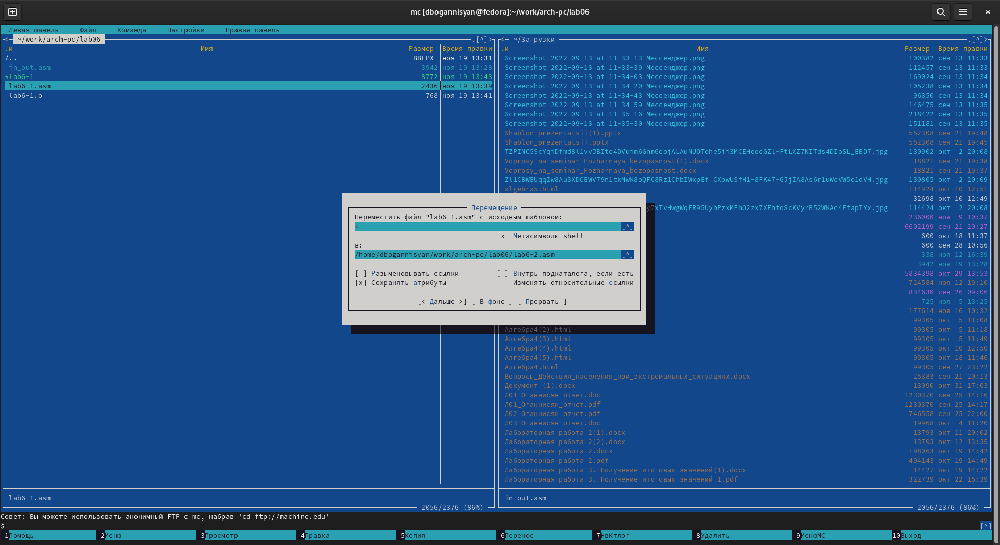 mc [dbogannisyan@fedora]:~/work/arch-pc/lab06
Левая панель Файл Команда Настройки Правая панель
<─ ~/work/arch-pc/lab06 .[^]>
.и Имя Размер Время правки
/.. -ВВЕРХ- ноя 19 13:31
in_out.asm 3942 ноя 19 13:28
*lab6-1 8772 ноя 19 13:43
lab6-1.asm 2436 ноя 19 13:39
lab6-1.o 768 ноя 19 13:41
lab6-1.asm
205G/237G (86%)
<─ ~/Загрузки .[^]>
.и Имя Размер Время правки
Screenshot 2022-09-13 at 11-33-13 Мессенджер.png 100382 сен 13 11:33
Screenshot 2022-09-13 at 11-33-39 Мессенджер.png 112457 сен 13 11:33
Screenshot 2022-09-13 at 11-34-03 Мессенджер.png 169024 сен 13 11:34
Screenshot 2022-09-13 at 11-34-20 Мессенджер.png 105238 сен 13 11:34
Screenshot 2022-09-13 at 11-34-43 Мессенджер.png 96350 сен 13 11:34
Screenshot 2022-09-13 at 11-34-59 Мессенджер.png 146475 сен 13 11:35
Screenshot 2022-09-13 at 11-35-16 Мессенджер.png 218422 сен 13 11:35
Screenshot 2022-09-13 at 11-35-30 Мессенджер.png 151181 сен 13 11:35
Shablon_prezentatsii(1).pptx 552308 сен 21 19:48
Shablon_prezentatsii.pptx 552308 сен 21 19:45
TZPINC5ScYqiDfmd8l1vvJBIte4DVuim6Ghm6eojALAuNUOTohe5ii3MCEHoecGZl-FtLXZ7NITds4DIoSL_EBD7.jpg 130902 окт 2 20:08
Voprosy_na_seminar_Pozharnaya_bezopasnost(1).docx 18821 сен 21 19:38
Voprosy_na_seminar_Pozharnaya_bezopasnost.docx 18821 сен 21 19:37
Zl1CBWEUqqIw8Au3XDCEWV79n1tkMwK8oQFC8Rz1ChbIWxpEf_CXowUSfH1-8FK47-GJjIA8As6r1uWcVW5o1dVH.jpg 130805 окт 2 20:09
algebra5.html 114924 окт 10 12:51
32698 окт 10 12:49
y7xTvHwgWqER95UyhPzxMFhO2zx7XEhfoScKVyrB52WKAc4EfapIYx.jpg 114424 окт 2 20:08
23600K ноя 9 10:37
6602199 сен 21 20:27
600 окт 18 11:37
600 сен 28 10:56
338 ноя 12 16:39
3942 ноя 19 13:28
5834398 окт 29 13:53
724584 ноя 12 19:10
83463K сен 26 09:06
725 ноя 5 13:25
177614 ноя 16 10:32
99305 окт 5 11:08
Алгебра4(2).html 99305 окт 5 11:18
Алгебра4(3).html 99305 окт 5 11:49
Алгебра4(4).html 99305 окт 10 12:50
Алгебра4(5).html 99305 окт 18 11:46
Алгебра4.html 99305 сен 27 23:22
Вопросы_Действия_населения_при_экстремальных_ситуациях.docx 25383 сен 21 20:13
Документ (1).docx 13090 окт 31 17:03
Л01_Оганнисян_отчет.doc 1230370 сен 25 14:16
Л01_Оганнисян_отчет.pdf 1230370 сен 25 14:17
Л02_Оганнисян_отчет.pdf 746558 сен 25 22:00
Л03_Оганнисян_отчет.doc 19968 окт 4 11:20
Лабораторная работа 2(1).docx 13793 окт 11 20:02
Лабораторная работа 2(2).docx 13793 окт 12 13:35
Лабораторная работа 2.docx 198063 окт 19 14:42
Лабораторная работа 2.pdf 494143 окт 19 14:49
Лабораторная работа 3. Получение итоговых значений(1).docx 14427 окт 19 14:22
Лабораторная работа 3. Получение итоговых значений-1.pdf 322739 окт 22 15:39
in_out.asm
205G/237G (86%)
Перемещение
Переместить файл "lab6-1.asm" с исходным шаблоном:
* [^]
[x] Метасимволы shell
в:
/home/dbogannisyan/work/arch-pc/lab06/lab6-2.asm [^]
[ ] Разыменовывать ссылки [ ] Внутрь подкаталога, если есть
[x] Сохранять атрибуты [ ] Изменять относительные ссылки
[< Дальше >] [ В фоне ] [ Прервать ]
Совет: Вы можете использовать анонимный FTP с mc, набрав 'cd ftp://machine.edu'
$ [^]
1Помощь 2Меню 3Просмотр 4Правка 5Копия 6Перенос 7НвКтлог 8Удалить 9МенюMC 10Выход